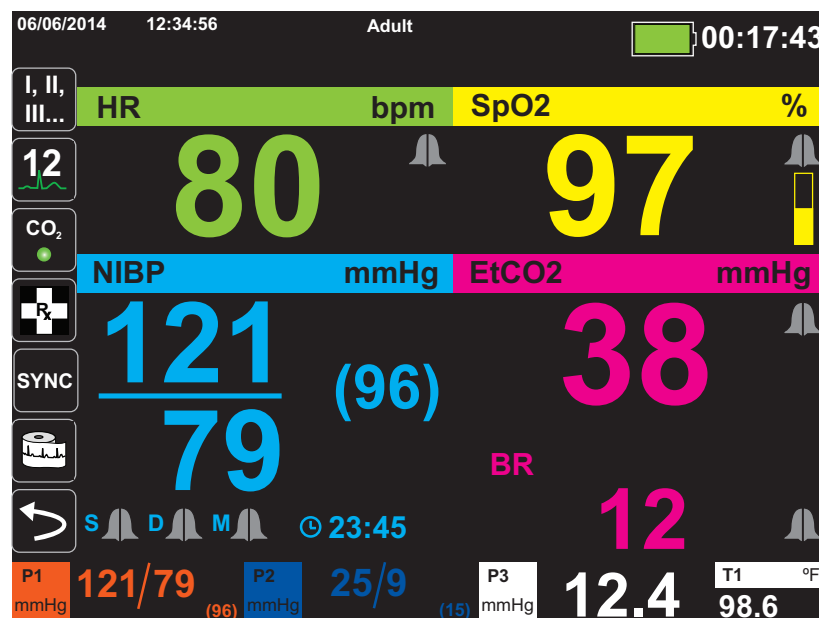 06/06/2014 12:34:56 Adult 00:17:43
I, II,
III...
HR bpm SpO2 %
12
80 97
CO2
NIBP mmHg EtCO2 mmHg
Rx
121
79
(96)
38
SYNC
BR
12
S D M 23:45
P1
mmHg
121/79
(96)
P2
mmHg
25/9
(15)
P3
mmHg
12.4
T1 ºF
98.6